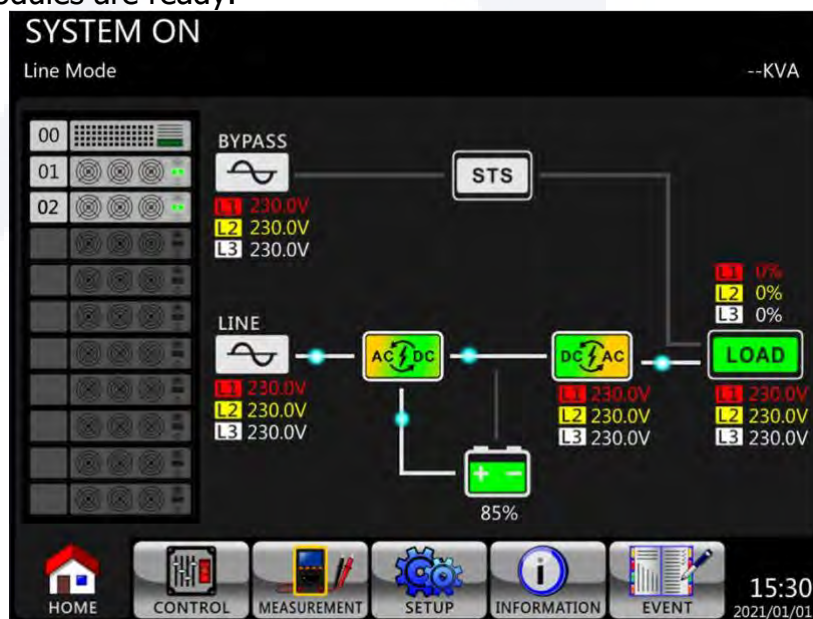 modules are ready.
SYSTEM ON
Line Mode
--KVA
00
01
02
BYPASS
L1 230.0V
L2 230.0V
L3 230.0V
STS
L1 0%
L2 0%
L3 0%
LINE
L1 230.0V
L2 230.0V
L3 230.0V
AC DC
DC AC
L1 230.0V
L2 230.0V
L3 230.0V
LOAD
L1 230.0V
L2 230.0V
L3 230.0V
+ -
85%
HOME
CONTROL
MEASUREMENT
SETUP
INFORMATION
EVENT
15:30
2021/01/01